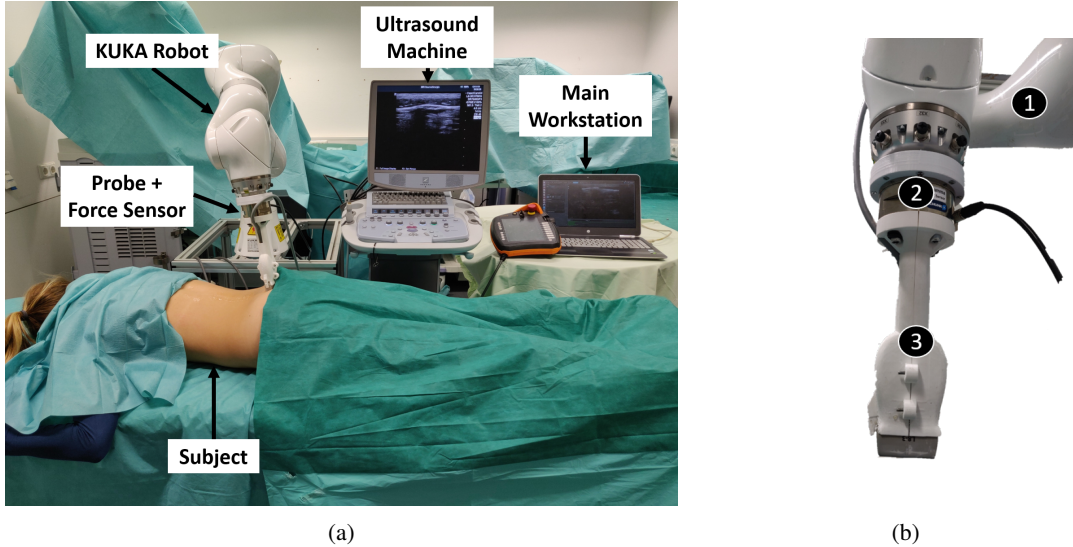 Ultrasound
Machine
KUKA Robot
Main
Workstation
Probe +
Force Sensor
Subject
1
2
3
(a)
(b)